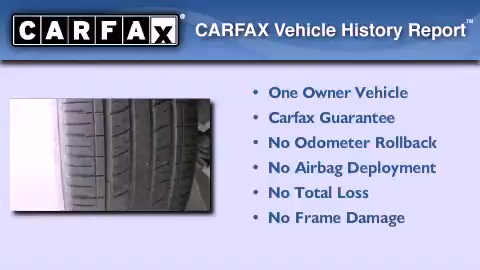 CARFAX® CARFAX Vehicle History Report™
• One Owner Vehicle
• Carfax Guarantee
• No Odometer Rollback
• No Airbag Deployment
• No Total Loss
• No Frame Damage